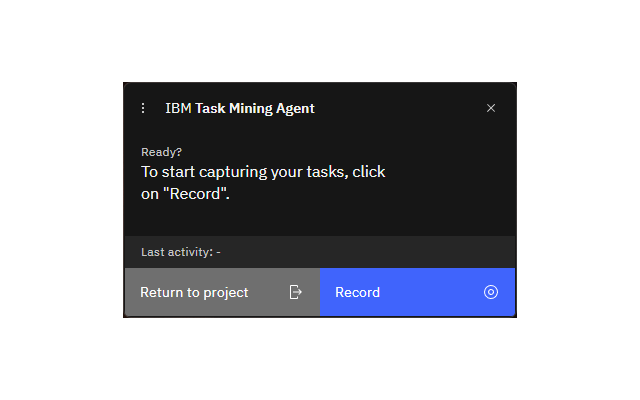 IBM Task Mining Agent
Ready?
To start capturing your tasks, click
on "Record".
Last activity: -
Return to project
Record